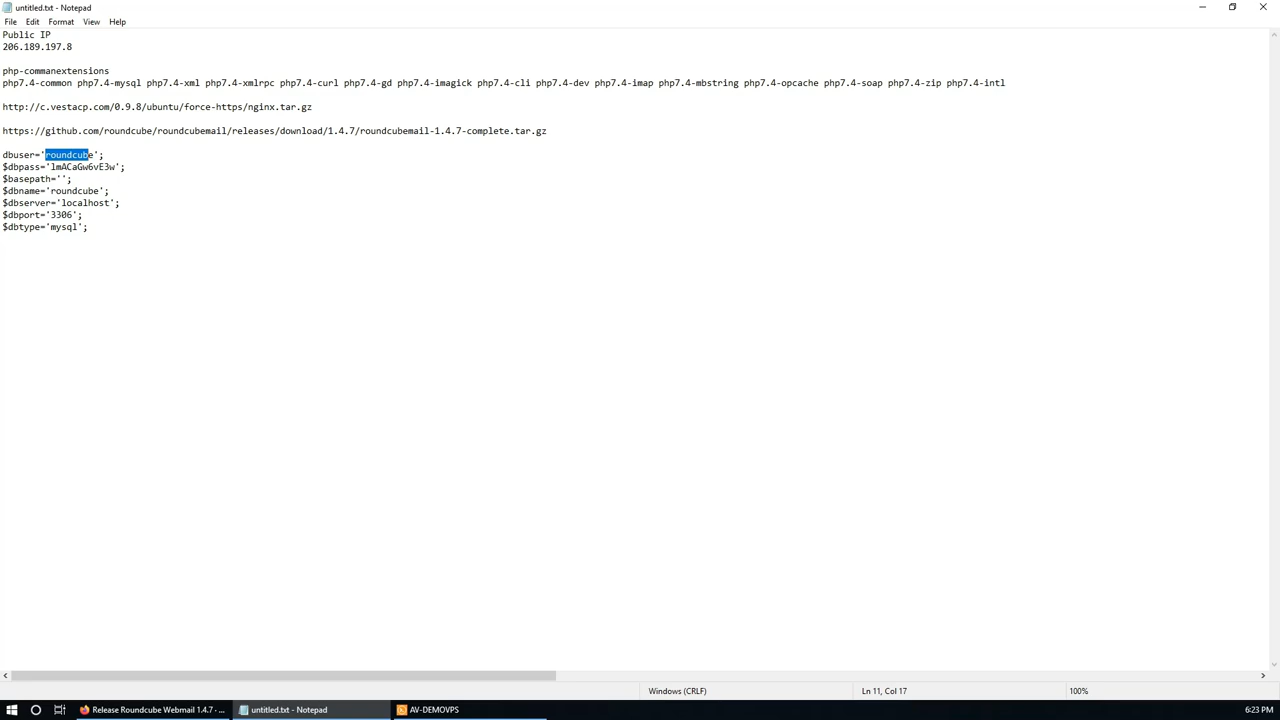 untitled.txt - Notepad
File Edit Format View Help
Public IP
206.189.197.8
php-commanextensions
php7.4-common php7.4-mysql php7.4-xml php7.4-xmlrpc php7.4-curl php7.4-gd php7.4-imagick php7.4-cli php7.4-dev php7.4-imap php7.4-mbstring php7.4-opcache php7.4-soap php7.4-zip php7.4-intl
http://c.vestacp.com/0.9.8/ubuntu/force-https/nginx.tar.gz
https://github.com/roundcube/roundcubemail/releases/download/1.4.7/roundcubemail-1.4.7-complete.tar.gz
dbuser='roundcube';
$dbpass='lmACaGw6vE3w';
$basepath='';
$dbname='roundcube';
$dbserver='localhost';
$dbport='3306';
$dbtype='mysql';
Windows (CRLF) Ln 11, Col 17 100%
Release Roundcube Webmail 1.4.7 · ... untitled.txt - Notepad AV-DEMOVPS 6:23 PM